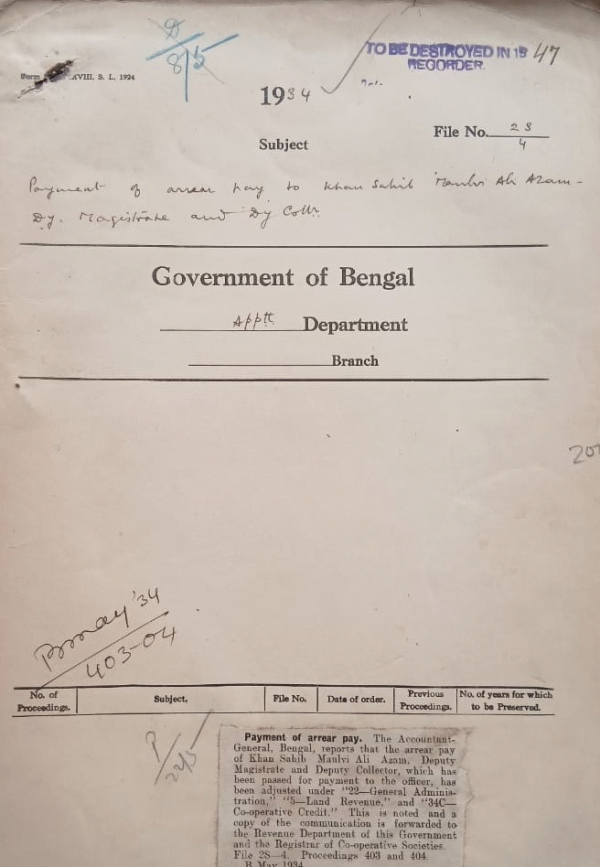 D
8/5
TO BE DESTROYED IN 19 47
RECORDER.
Form XVIII. S. L. 1924
1934
File No. 2S/4
Subject
Payment of arrear pay to Khan Sahib Maulvi Ali Azam-
Dy. Magistrate and Dy Collr.
Government of Bengal
Apptt Department
Branch
B May '34
403-04
No. of Proceedings.
Subject.
File No.
Date of order.
Previous Proceedings.
No. of years for which to be Preserved.
P
22/5
Payment of arrear pay. The Accountant-
General, Bengal, reports that the arrear pay
of Khan Sahib Maulvi Ali Azam, Deputy
Magistrate and Deputy Collector, which has
been passed for payment to the officer, has
been adjusted under "22—General Adminis-
tration," "5—Land Revenue," and "34C—
Co-operative Credit." This is noted and a
copy of the communication is forwarded to
the Revenue Department of this Government
and the Registrar of Co-operative Societies.
File 2S—4. Proceedings 403 and 404.
B May 1934.